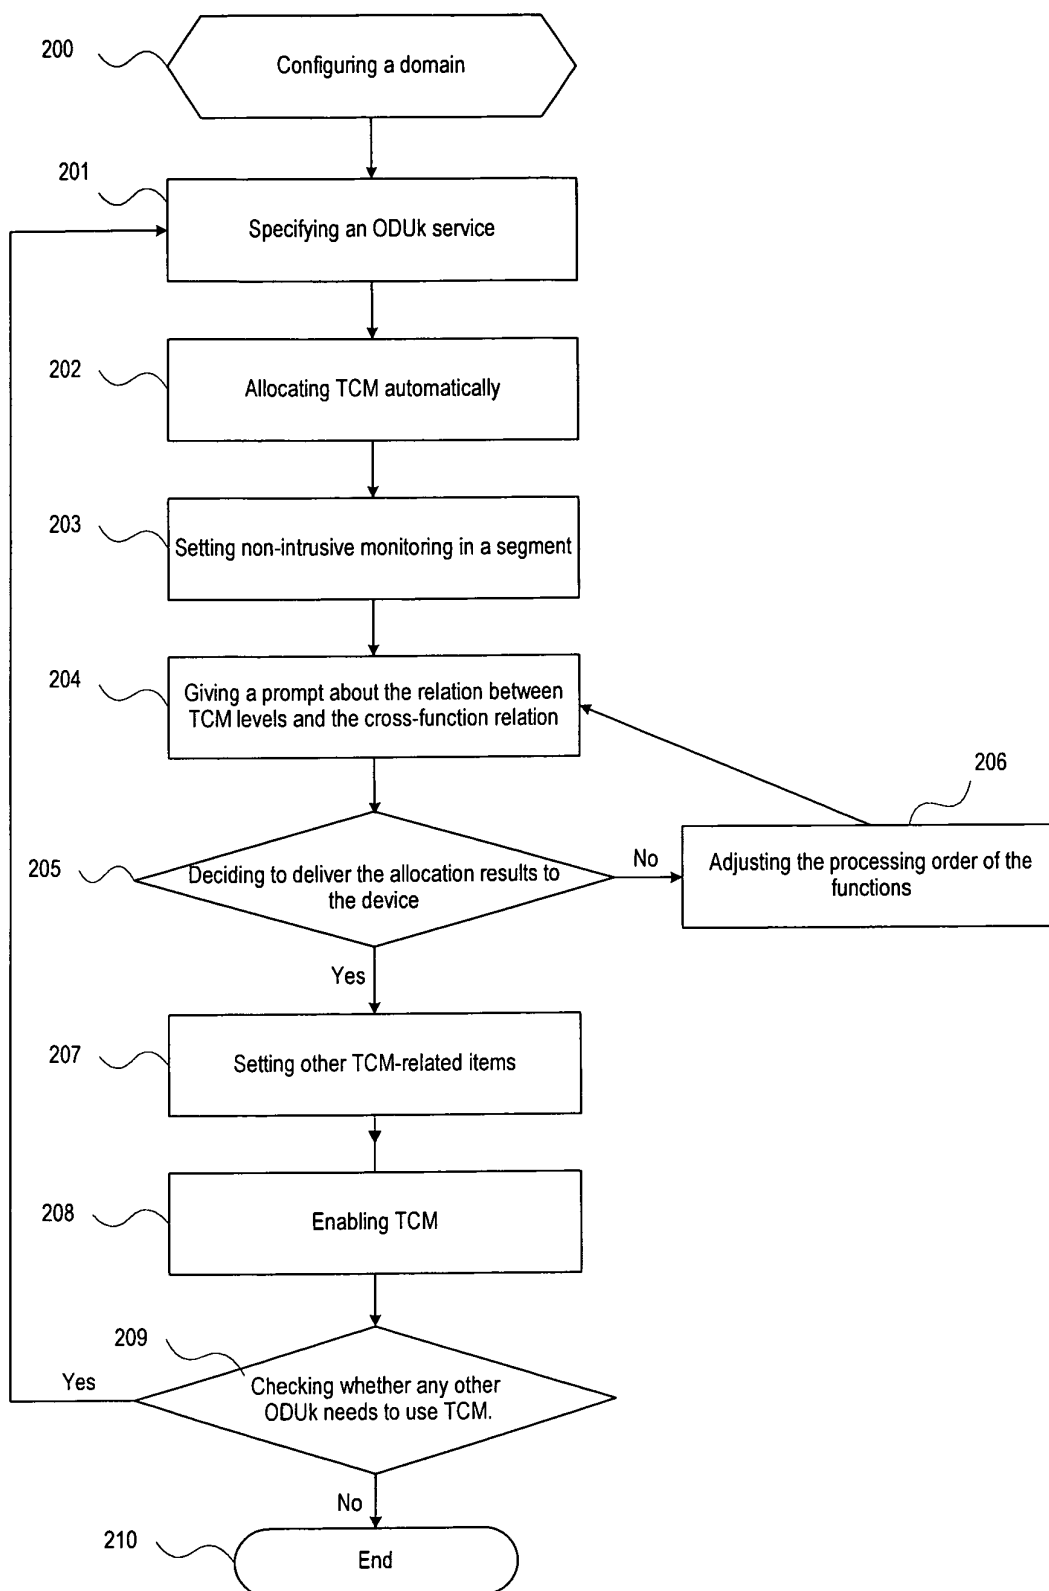 200
Configuring a domain
201
Specifying an ODUk service
202
Allocating TCM automatically
203
Setting non-intrusive monitoring in a segment
204
Giving a prompt about the relation between
TCM levels and the cross-function relation
206
Adjusting the processing order of the
functions
205
Deciding to deliver the allocation results to
the device
No
Yes
207
Setting other TCM-related items
208
Enabling TCM
209
Checking whether any other
ODUk needs to use TCM.
Yes
No
210
End